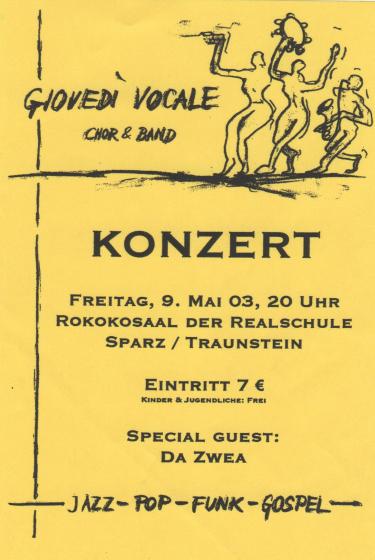 GIOVEDÌ VOCALE
CHOR & BAND
KONZERT
FREITAG, 9. MAI 03, 20 UHR
ROKOKOSAAL DER REALSCHULE
SPARZ / TRAUNSTEIN
EINTRITT 7 €
KINDER & JUGENDLICHE: FREI
SPECIAL GUEST:
DA ZWEA
JAZZ - POP - FUNK - GOSPEL